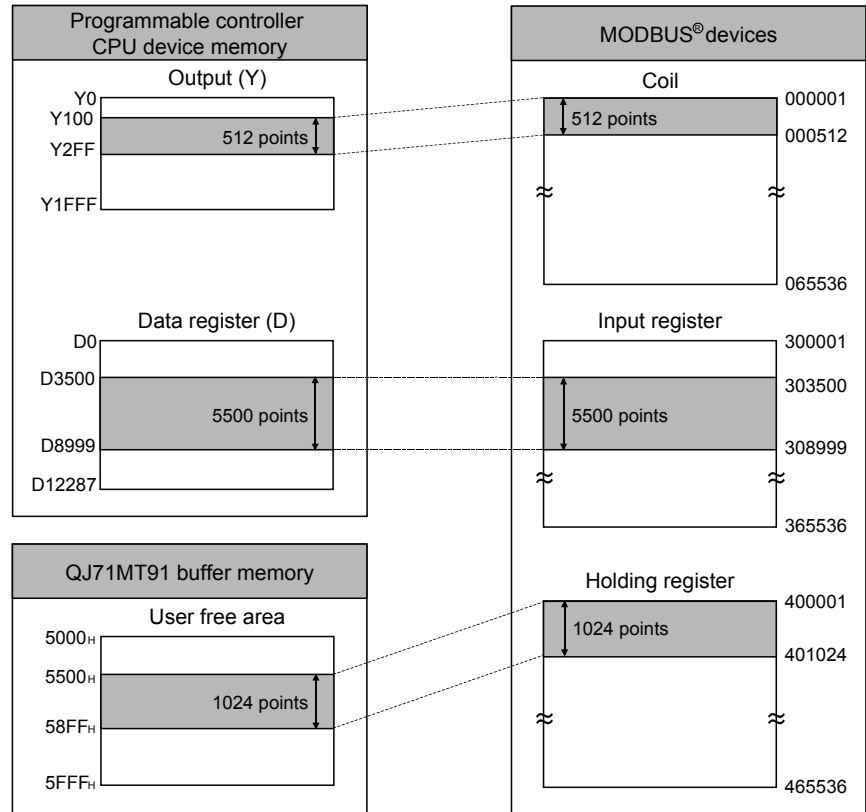 Programmable controller
CPU device memory
Output (Y)
Y0
Y100
512 points
Y2FF
Y1FFF
Data register (D)
D0
D3500
5500 points
D8999
D12287
QJ71MT91 buffer memory
User free area
5000H
5500H
1024 points
58FFH
5FFFH
MODBUS® devices
Coil
000001
512 points
000512
065536
Input register
300001
303500
5500 points
308999
365536
Holding register
400001
1024 points
401024
465536